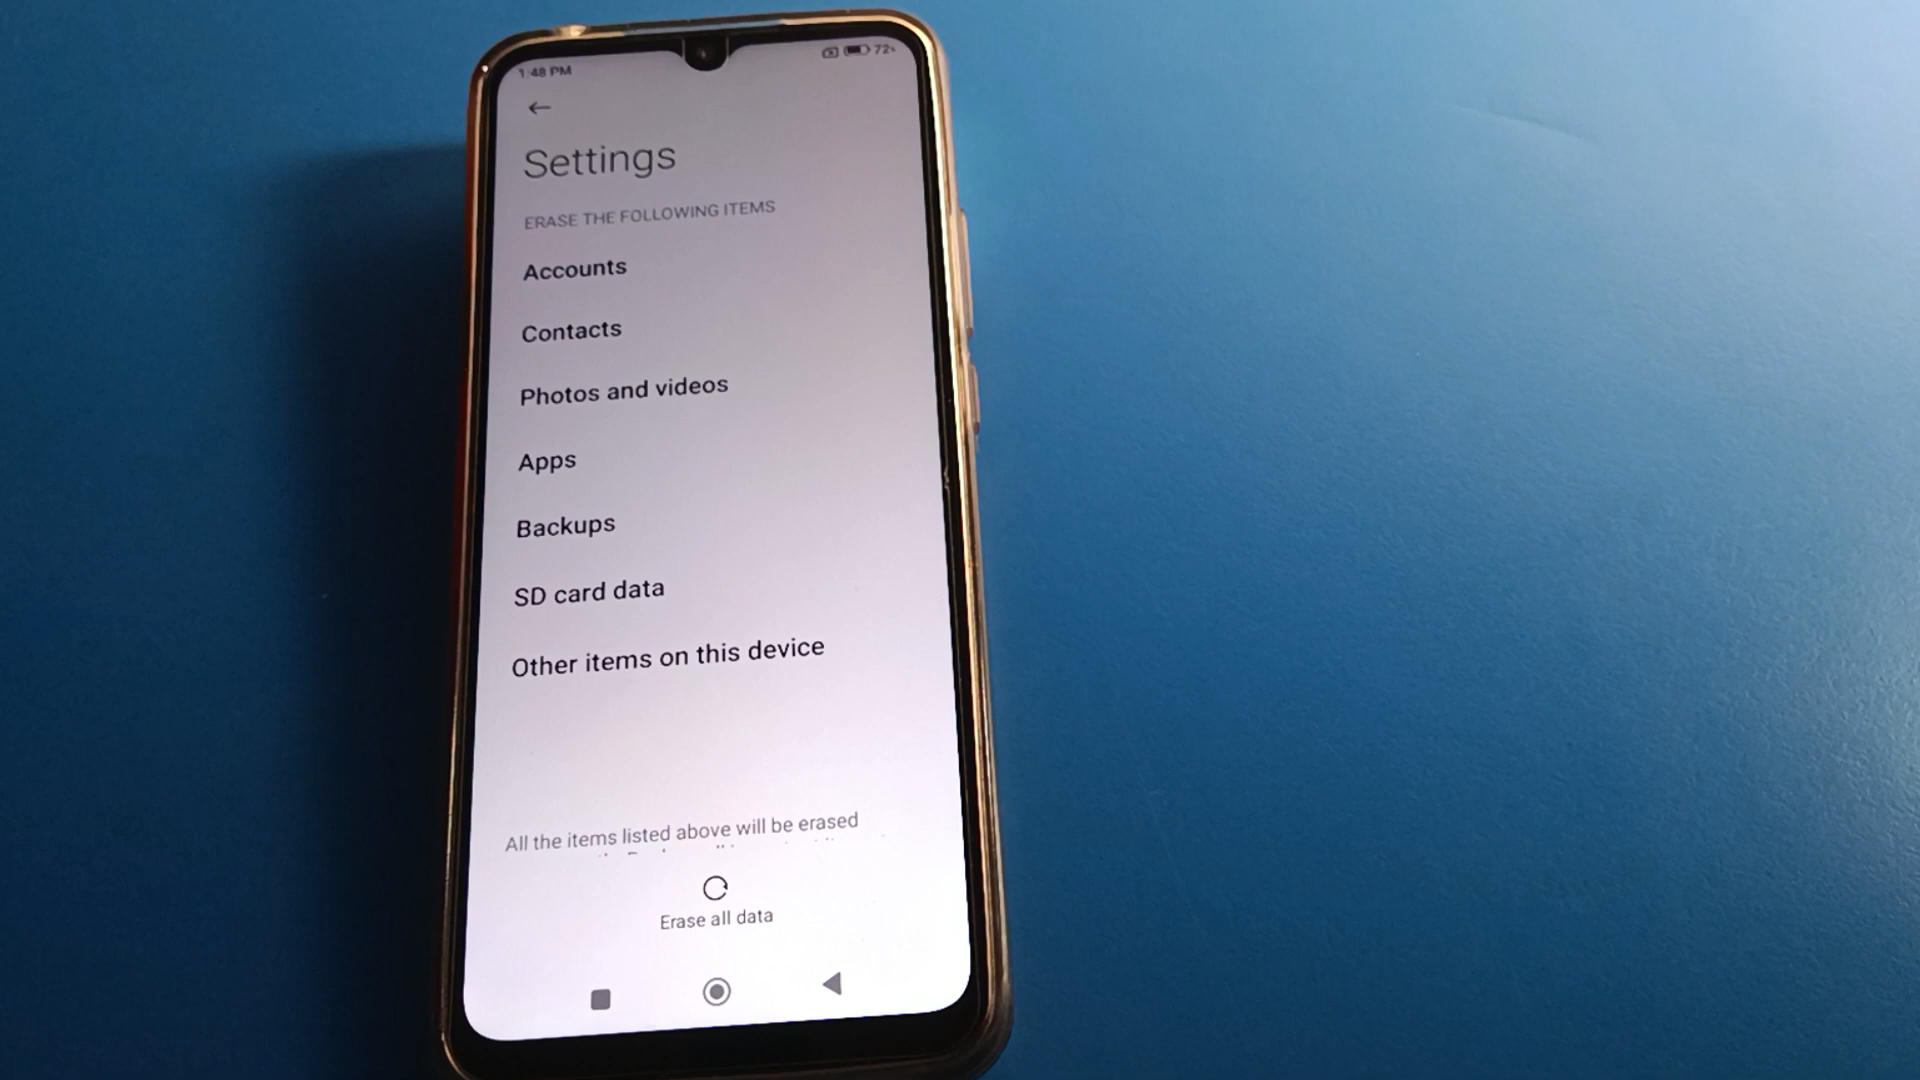 1:48 PM
72
Settings
ERASE THE FOLLOWING ITEMS
Accounts
Contacts
Photos and videos
Apps
Backups
SD card data
Other items on this device
All the items listed above will be erased
Erase all data